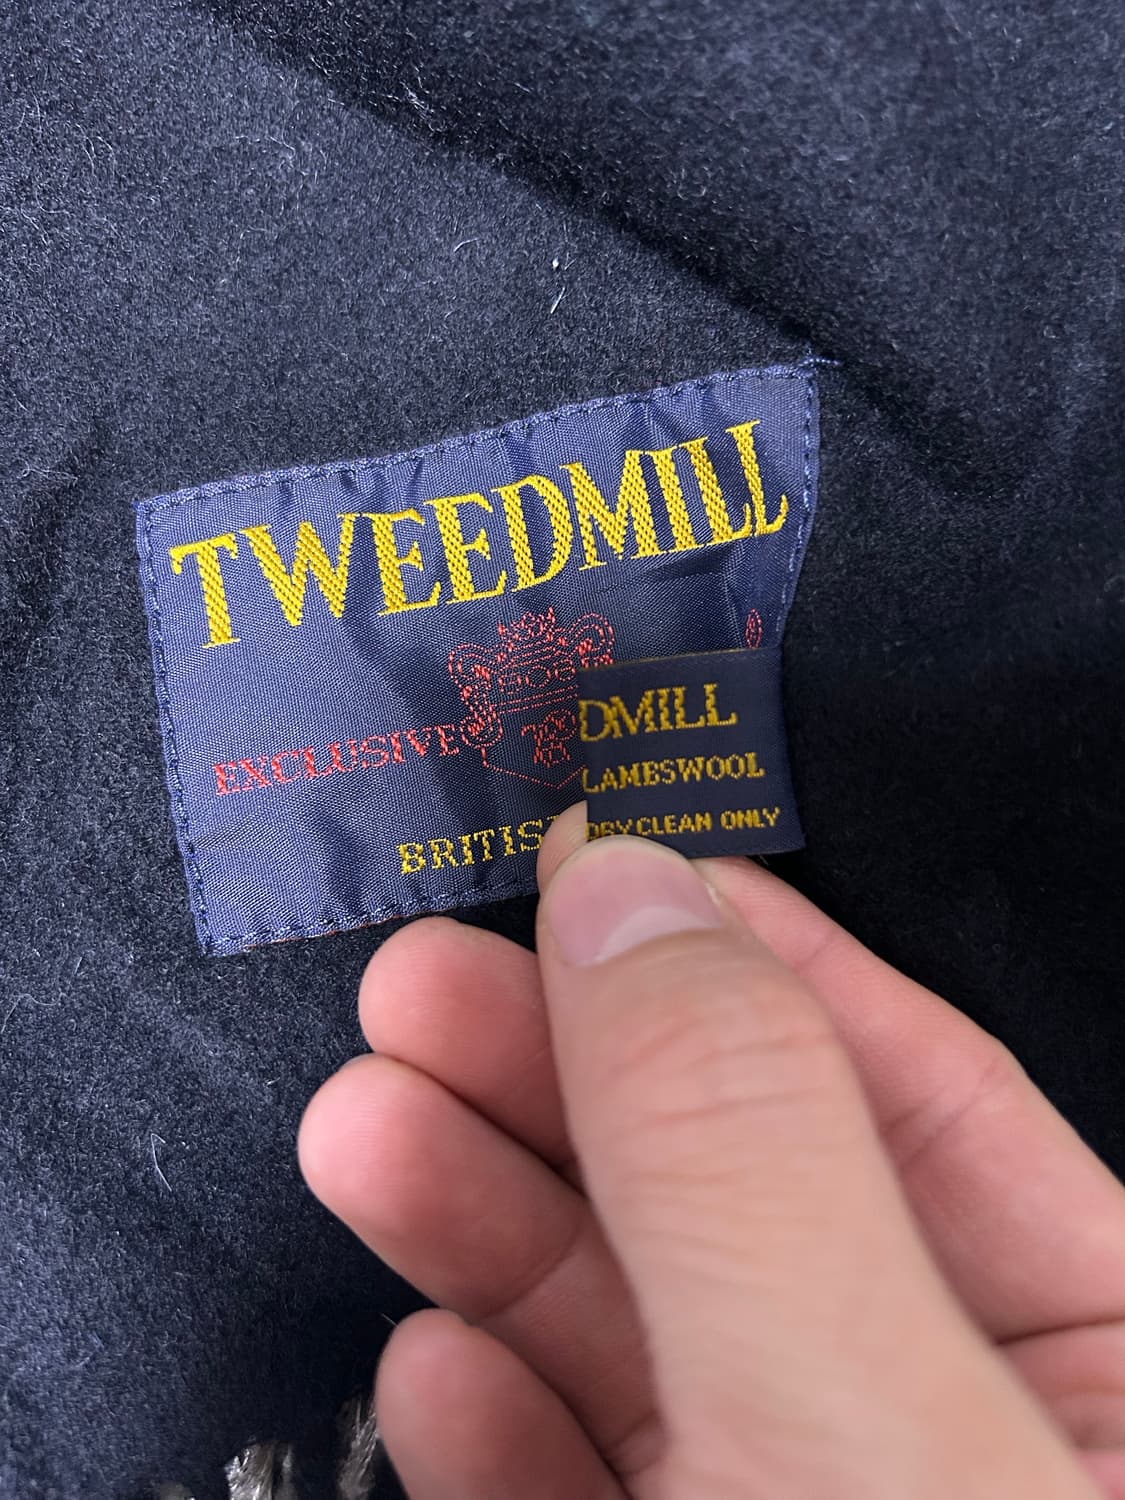 TWEEDMILL
EXCLUSIVE
BRITIS
DMILL
LAMBSWOOL
DRY CLEAN ONLY